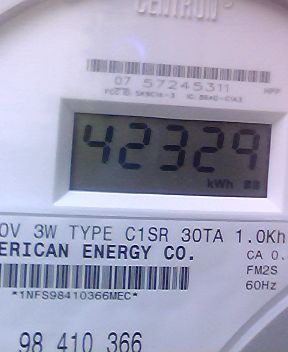 CENTRON
07 57245311
HPP
42329
kWh
0V 3W TYPE C1SR 30TA 1.0Kh
ERICAN ENERGY CO.
CA 0.
FM2S
60Hz
*1NFS98410366MEC*
98 410 366